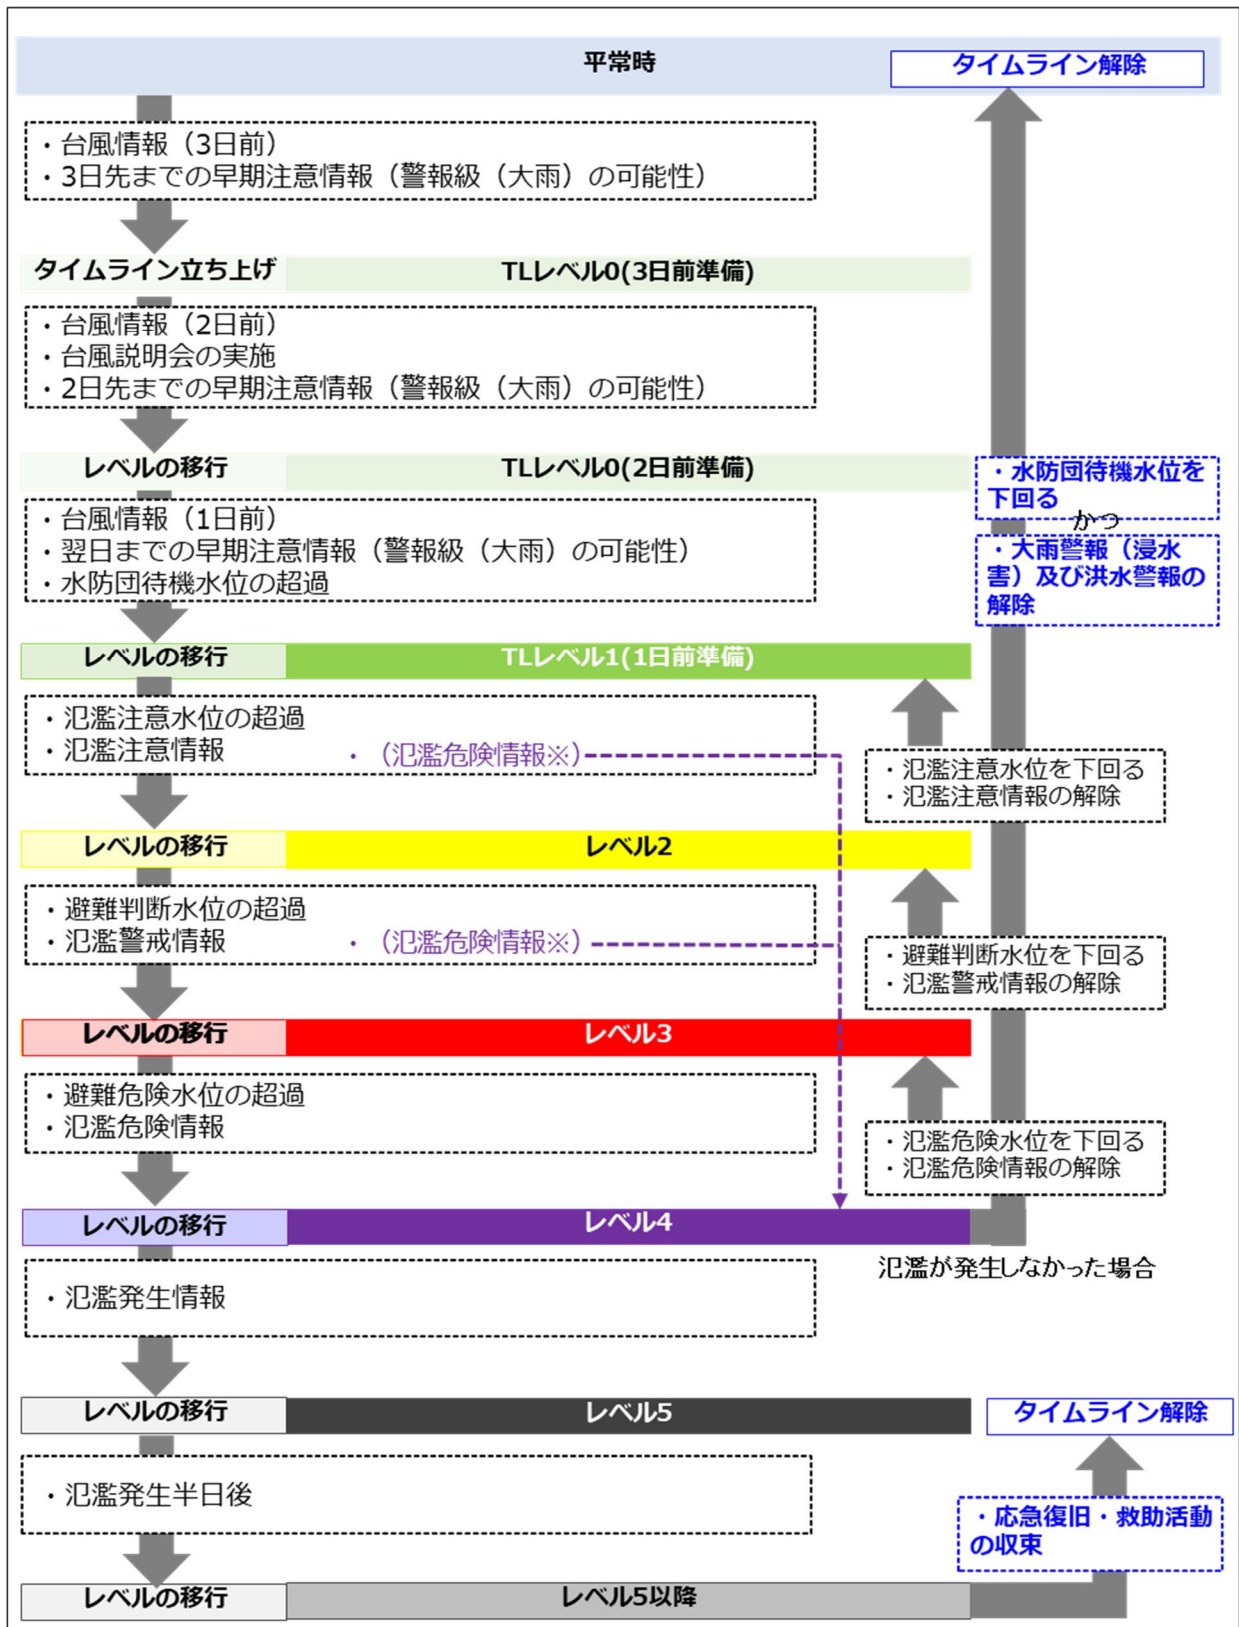 平常時
タイムライン解除
・台風情報（3日前）
・3日先までの早期注意情報（警報級（大雨）の可能性）
タイムライン立ち上げ
TLレベル0(3日前準備)
・台風情報（2日前）
・台風説明会の実施
・2日先までの早期注意情報（警報級（大雨）の可能性）
レベルの移行
TLレベル0(2日前準備)
・水防団待機水位を
下回る
かつ
・大雨警報（浸水
害）及び洪水警報の
解除
・台風情報（1日前）
・翌日までの早期注意情報（警報級（大雨）の可能性）
・水防団待機水位の超過
レベルの移行
TLレベル1(1日前準備)
・氾濫注意水位の超過
・氾濫注意情報
・（氾濫危険情報※）
・氾濫注意水位を下回る
・氾濫注意情報の解除
レベルの移行
レベル2
・避難判断水位の超過
・氾濫警戒情報
・（氾濫危険情報※）
・避難判断水位を下回る
・氾濫警戒情報の解除
レベルの移行
レベル3
・避難危険水位の超過
・氾濫危険情報
・氾濫危険水位を下回る
・氾濫危険情報の解除
レベルの移行
レベル4
氾濫が発生しなかった場合
・氾濫発生情報
レベルの移行
レベル5
タイムライン解除
・氾濫発生半日後
・応急復旧・救助活動
の収束
レベルの移行
レベル5以降